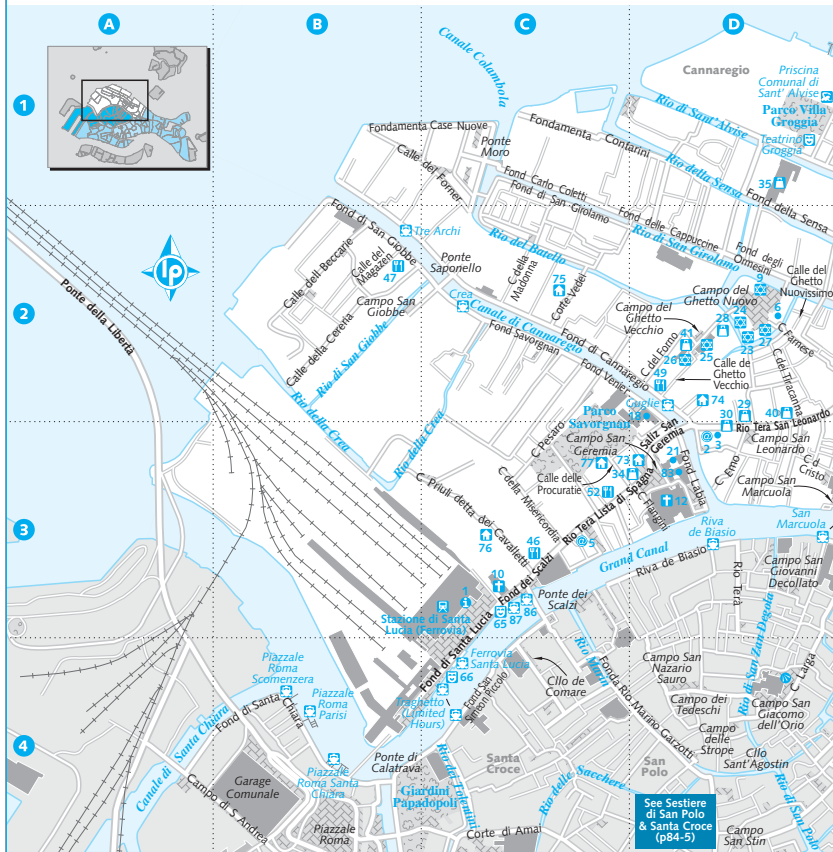 A
B
C
D
1
2
3
4
Canale Colambola
Cannaregio
Priscina
Comunal di
Sant' Alvise
Parco Villa
Groggia
Teatrino
Groggia
Rio di Sant'Alvise
Rio della Sensa
35
Fond della Sensa
Fondamenta Case Nuove
Ponte
Moro
Fondamenta Contarini
Calle der Forner
Fond Carlo Coletti
Fond di San Girolamo
Fond delle Cappuccine
Rio di San Girolamo
Fond degli
Ormesini
Fond di San Giobbe
Tre Archi
Rio del Batello
Calle del
Ghetto
Nuovissimo
Calle dell Beccarie
Calle del
Magazen
47
Ponte
Saponello
C della
Madonna
75
Corte Vedei
9
Campo del
Ghetto Nuovo
6
24
Campo San
Giobbe
Crea
Campo del
Ghetto
Vecchio
28
Ponte della Liberta
Canale di Cannaregio
41
27
C Farnese
23
Calle della Cereria
Rio di San Giobbe
Fond Savorgnan
Fond di Cannaregio
C del Forno
26
25
Calle de
Ghetto
Vecchio
C dei Tiracanna
Fond Venier
49
74
Guglie
29
40
Rio della Crea
Rio della Crea
Parco
Savorgnan
18
30
Rio Terà San Leonardo
C Pesaro
Campo San
Geremia
Saliz San
Geremia
@
2
3
Campo San
Leonardo
77
73
34
21
83
Fond Labia
C Emo
C d
Cristo
Calle delle
Procuratie
52
12
C Priuli detta dei Cavalletti
C della Misericordia
Rio Terà Lista di Spagna
Flangini
Campo San
Marcuola
Riva
de Biasio
San
Marcuola
76
46
@
5
Grand Canal
Riva de Biasio
Campo San
Giovanni
Decollato
10
Fond dei Scalzi
Rio Terà
1
Stazione di Santa
Lucia (Ferrovia)
65
87
86
Ponte dei
Scalzi
Rio di San Zan Degola
Fond di Santa Lucia
Ferrovia
Santa Lucia
66
Rio Marin
Campo San
Nazario
Sauro
C Larga
Piazzale
Roma
Scomenzera
Piazzale
Roma
Parisi
Traghetto
(Limited
Hours)
Fond San
Simeon Piccolo
Cllo de
Comare
Fonda Rio Marino Garzotti
Campo dei
Tedeschi
Campo San
Giacomo
dell'Orio
Fond di Santa Chiara
Canale di Santa Chiara
Campo
delle
Strope
Ponte di
Calatrava
Santa
Croce
San
Polo
Cllo
Sant'Agostin
Piazzale
Roma Santa
Chiara
Garage
Comunale
Giardini
Papadopoli
Rio dei Tolentini
Rio delle Sacchere
Rio di San Polo
Campo di S Andrea
Piazzale
Roma
Corte di Amai
See Sestiere
di San Polo
& Santa Croce
(p84-5)
Campo
San Stin